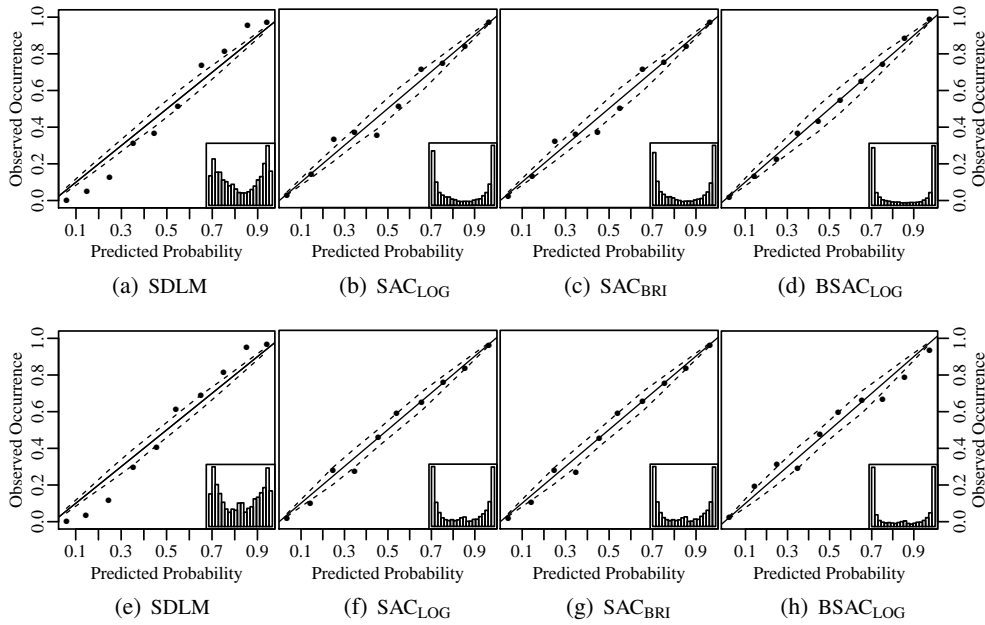 Observed Occurrence
0.0 0.2 0.4 0.6 0.8 1.0
0.0 0.2 0.4 0.6 0.8 1.0
Observed Occurrence
0.1 0.3 0.5 0.7 0.9
0.1 0.3 0.5 0.7 0.9
0.1 0.3 0.5 0.7 0.9
0.1 0.3 0.5 0.7 0.9
Predicted Probability
Predicted Probability
Predicted Probability
Predicted Probability
(a) SDLM
(b) SAC_LOG
(c) SAC_BRI
(d) BSAC_LOG
Observed Occurrence
0.0 0.2 0.4 0.6 0.8 1.0
0.0 0.2 0.4 0.6 0.8 1.0
Observed Occurrence
0.1 0.3 0.5 0.7 0.9
0.1 0.3 0.5 0.7 0.9
0.1 0.3 0.5 0.7 0.9
0.1 0.3 0.5 0.7 0.9
Predicted Probability
Predicted Probability
Predicted Probability
Predicted Probability
(e) SDLM
(f) SAC_LOG
(g) SAC_BRI
(h) BSAC_LOG